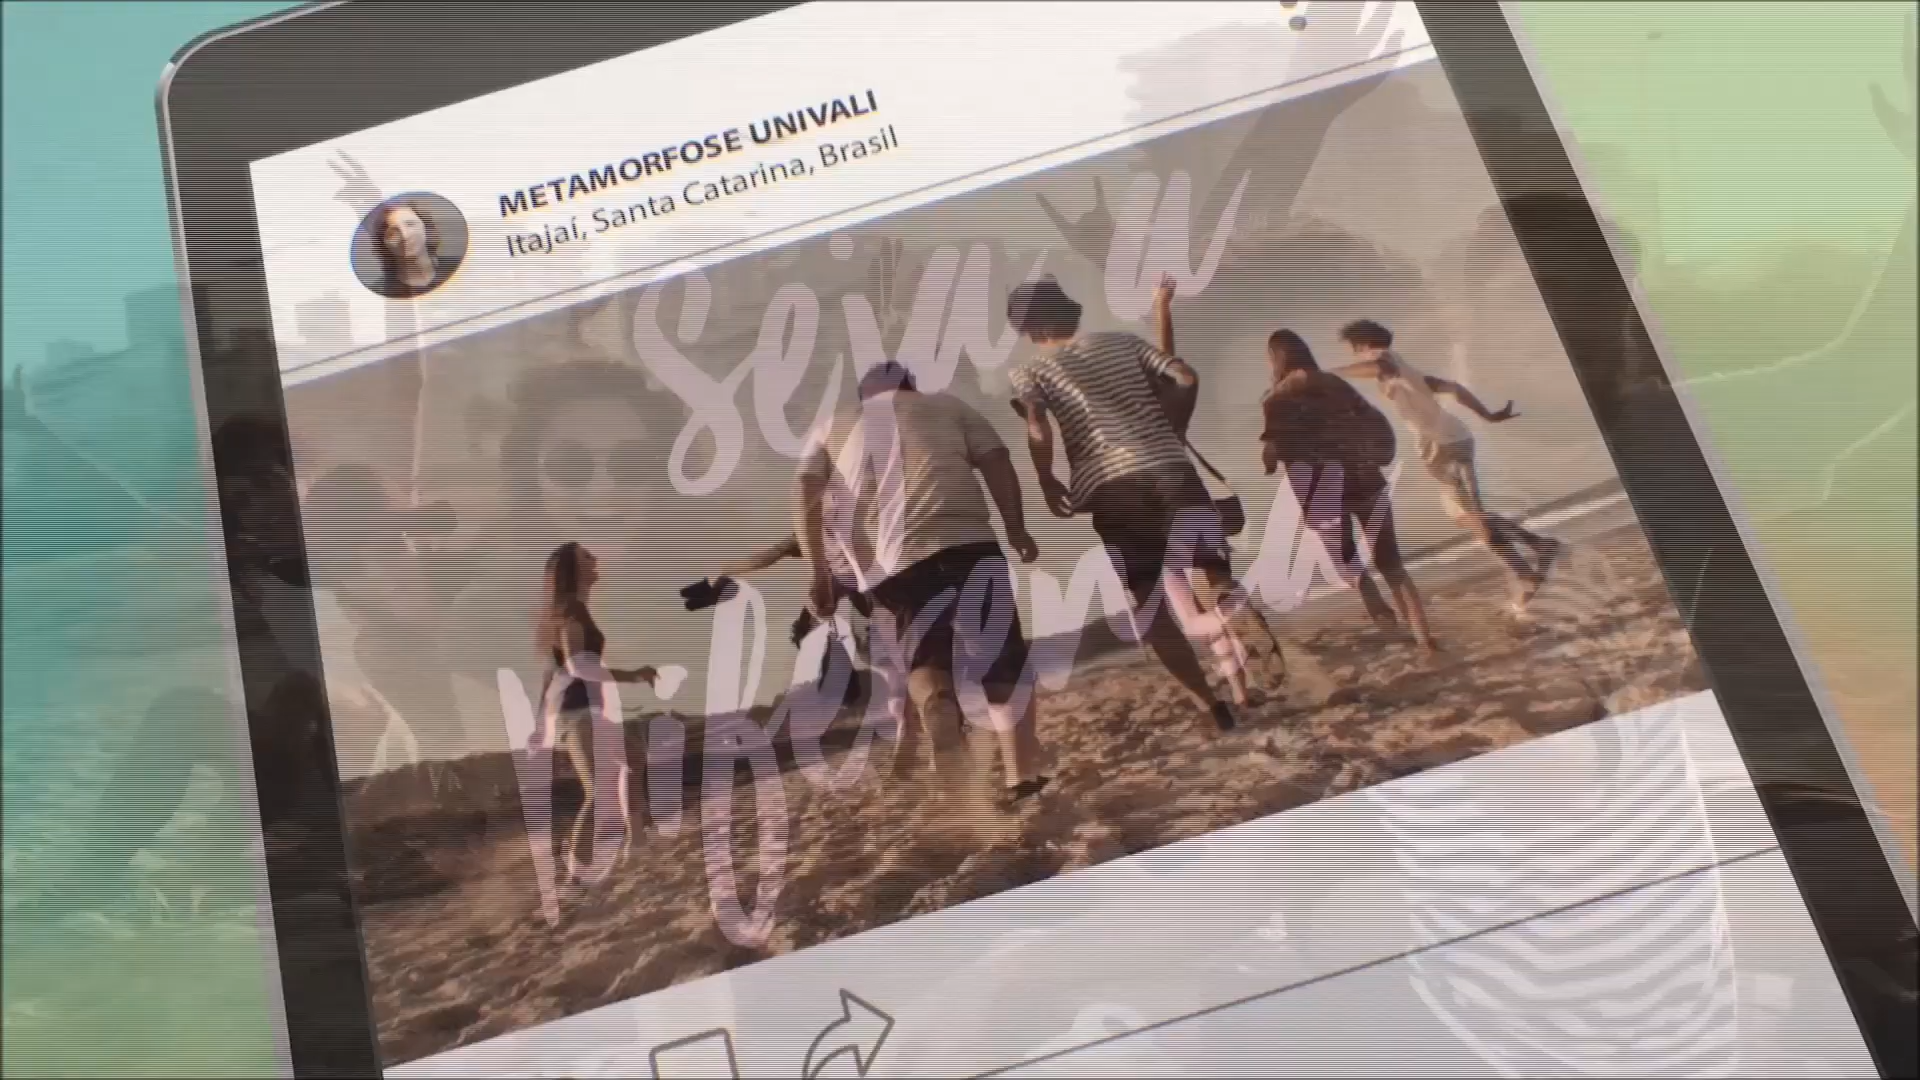 METAMORFOSE UNIVALI
Itajaí, Santa Catarina, Brasil
Seja a
Diferença